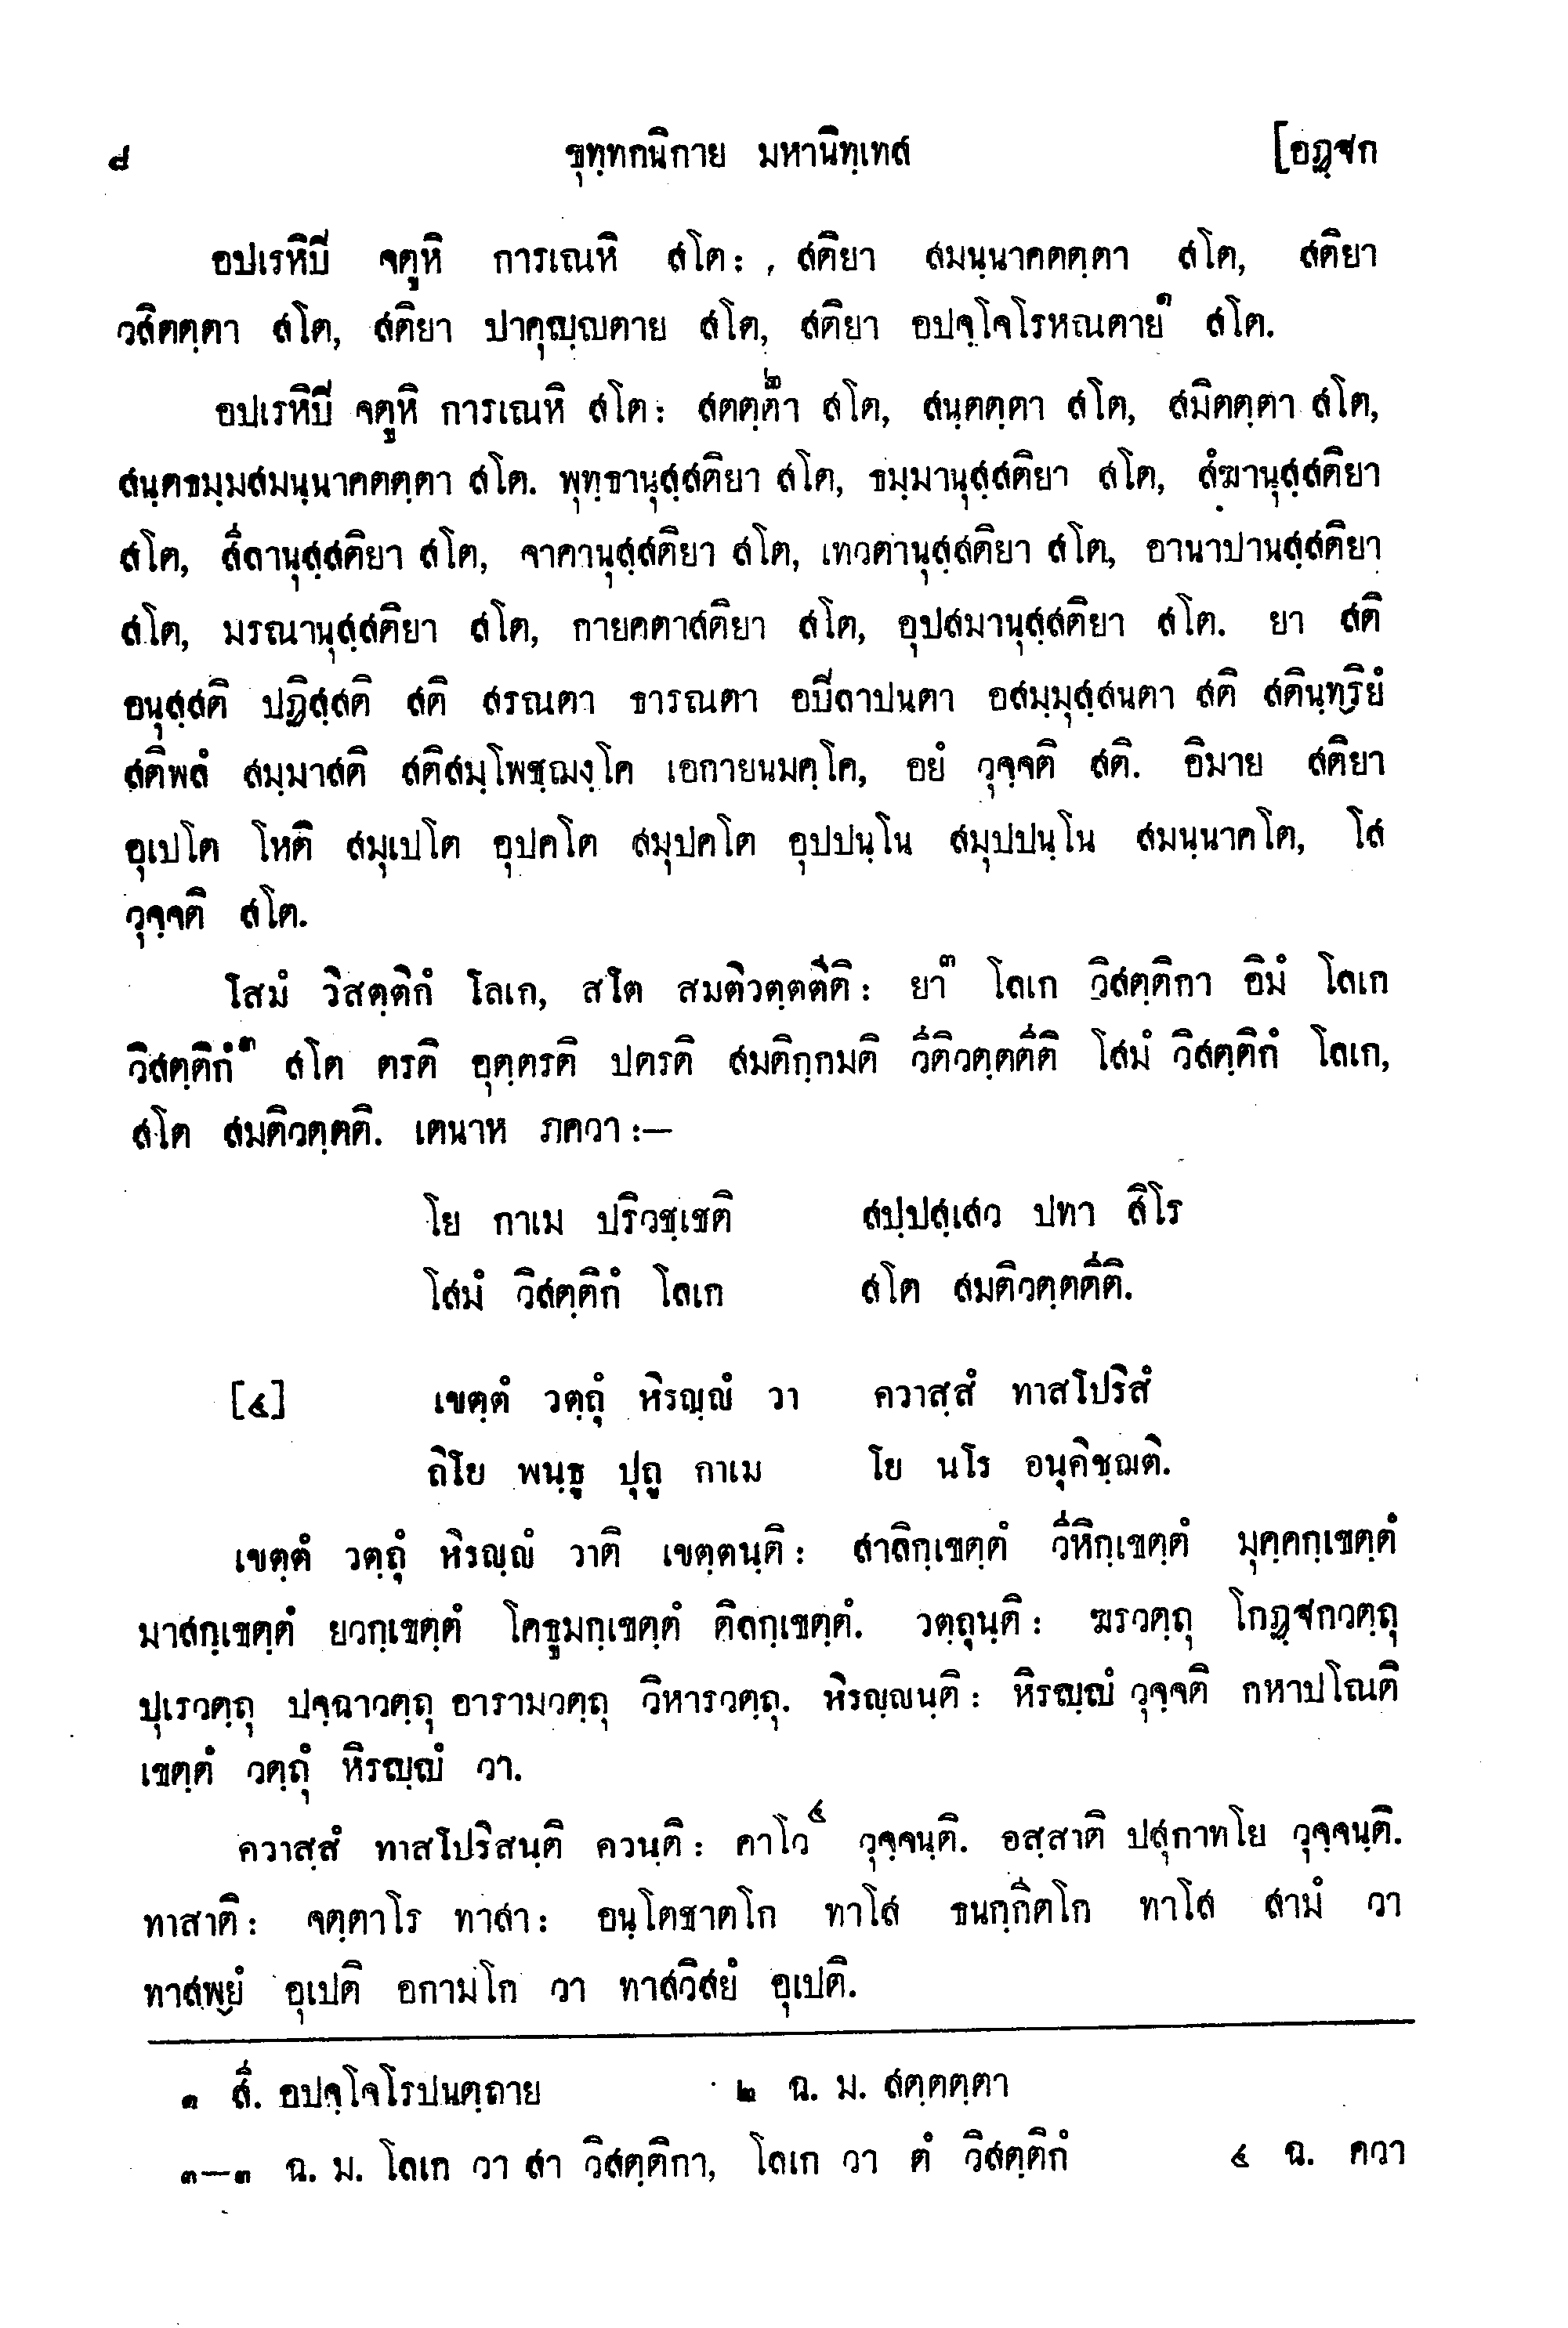 ๘ ขุทฺทกนิกาย มหานิทฺเทส [อฏฺฐก
อปเรหิปี จตูหิ การเณหิ สโต: สติยา สมนฺนาคตตฺตา สโต, สติยา
วสิตตฺตา สโต, สติยา ปาคุญฺญตาย สโต, สติยา อปจฺโจโรหณตาย๑ สโต.
อปเรหิปี จตูหิ การเณหิ สโต: สตตฺตา๒ สโต, สนฺตตฺตา สโต, สมิตตฺตา สโต,
สนฺตธมฺมสมนฺนาคตตฺตา สโต. พุทฺธานุสฺสติยา สโต, ธมฺมานุสฺสติยา สโต, สํฆานุสฺสติยา
สโต, สีลานุสฺสติยา สโต, จาคานุสฺสติยา สโต, เทวตานุสฺสติยา สโต, อานาปานสฺสติยา
สโต, มรณานุสฺสติยา สโต, กายคตาสติยา สโต, อุปสมานุสฺสติยา สโต. ยา สติ
อนุสฺสติ ปฏิสฺสติ สติ สรณตา ธารณตา อปิลาปนตา อสมฺมุสฺสนตา สติ สตินฺทฺริยํ
สติพลํ สมฺมาสติ สติสมฺโพชฺฌงฺโค เอกายนมคฺโค, อยํ วุจฺจติ สติ. อิมาย สติยา
อุเปโต โหติ สมุเปโต อุปคโต สมุปคโต อุปปนฺโน สมุปปนฺโน สมนฺนาคโต, โส
วุจฺจติ สโต.
โสมํ วิสตฺติกํ โลเก, สโต สมติวตฺตตีติ: ยา๓ โลเก วิสตฺติกา อิมํ โลเก
วิสตฺติกํ๓ สโต ตรติ อุตฺตรติ ปตรติ สมติกฺกมติ วีติวตฺตตีติ โสมํ วิสตฺติกํ โลเก,
สโต สมติวตฺตติ. เตนาห ภควา:—
โย กาเม ปริวชฺเชติ สปฺปสฺเสว ปทา สิโร
โสมํ วิสตฺติกํ โลเก สโต สมติวตฺตตีติ.
[๔] เขตฺตํ วตฺถุํ หิรญฺญํ วา ควาสฺสํ ทาสโปริสํ
ถิโย พนฺธู ปุถู กาเม โย นโร อนุคิชฺฌติ.
เขตฺตํ วตฺถุํ หิรญฺญํ วาติ เขตฺตนฺติ: สาลิกฺเขตฺตํ วีหิกฺเขตฺตํ มุคฺคกฺเขตฺตํ
มาสกฺเขตฺตํ ยวกฺเขตฺตํ โคธูมกฺเขตฺตํ ติลกฺเขตฺตํ. วตฺถุนฺติ: ฆรวตฺถุ โกฏฺฐกวตฺถุ
ปุเรวตฺถุ ปจฺฉาวตฺถุ อารามวตฺถุ วิหารวตฺถุ. หิรญฺญนฺติ: หิรญฺญํ วุจฺจติ กหาปโณติ
เขตฺตํ วตฺถุํ หิรญฺญํ วา.
ควาสฺสํ ทาสโปริสนฺติ ควนฺติ: คาโว๔ วุจฺจนฺติ. อสฺสาติ ปสุกาทโย วุจฺจนฺติ.
ทาสาติ: จตฺตาโร ทาสา: อนฺโตชาตโก ทาโส ธนกฺกีตโก ทาโส สามํ วา
ทาสพฺยํ อุเปติ อกามโก วา ทาสวิสยํ อุเปติ.
๑ สี. อปจฺโจโรปนตฺถาย ๒ ฉ. ม. สตฺตตฺตา
๓—๓ ฉ. ม. โลเก วา สา วิสตฺติกา, โลเก วา ตํ วิสตฺติกํ ๔ ฉ. ควา